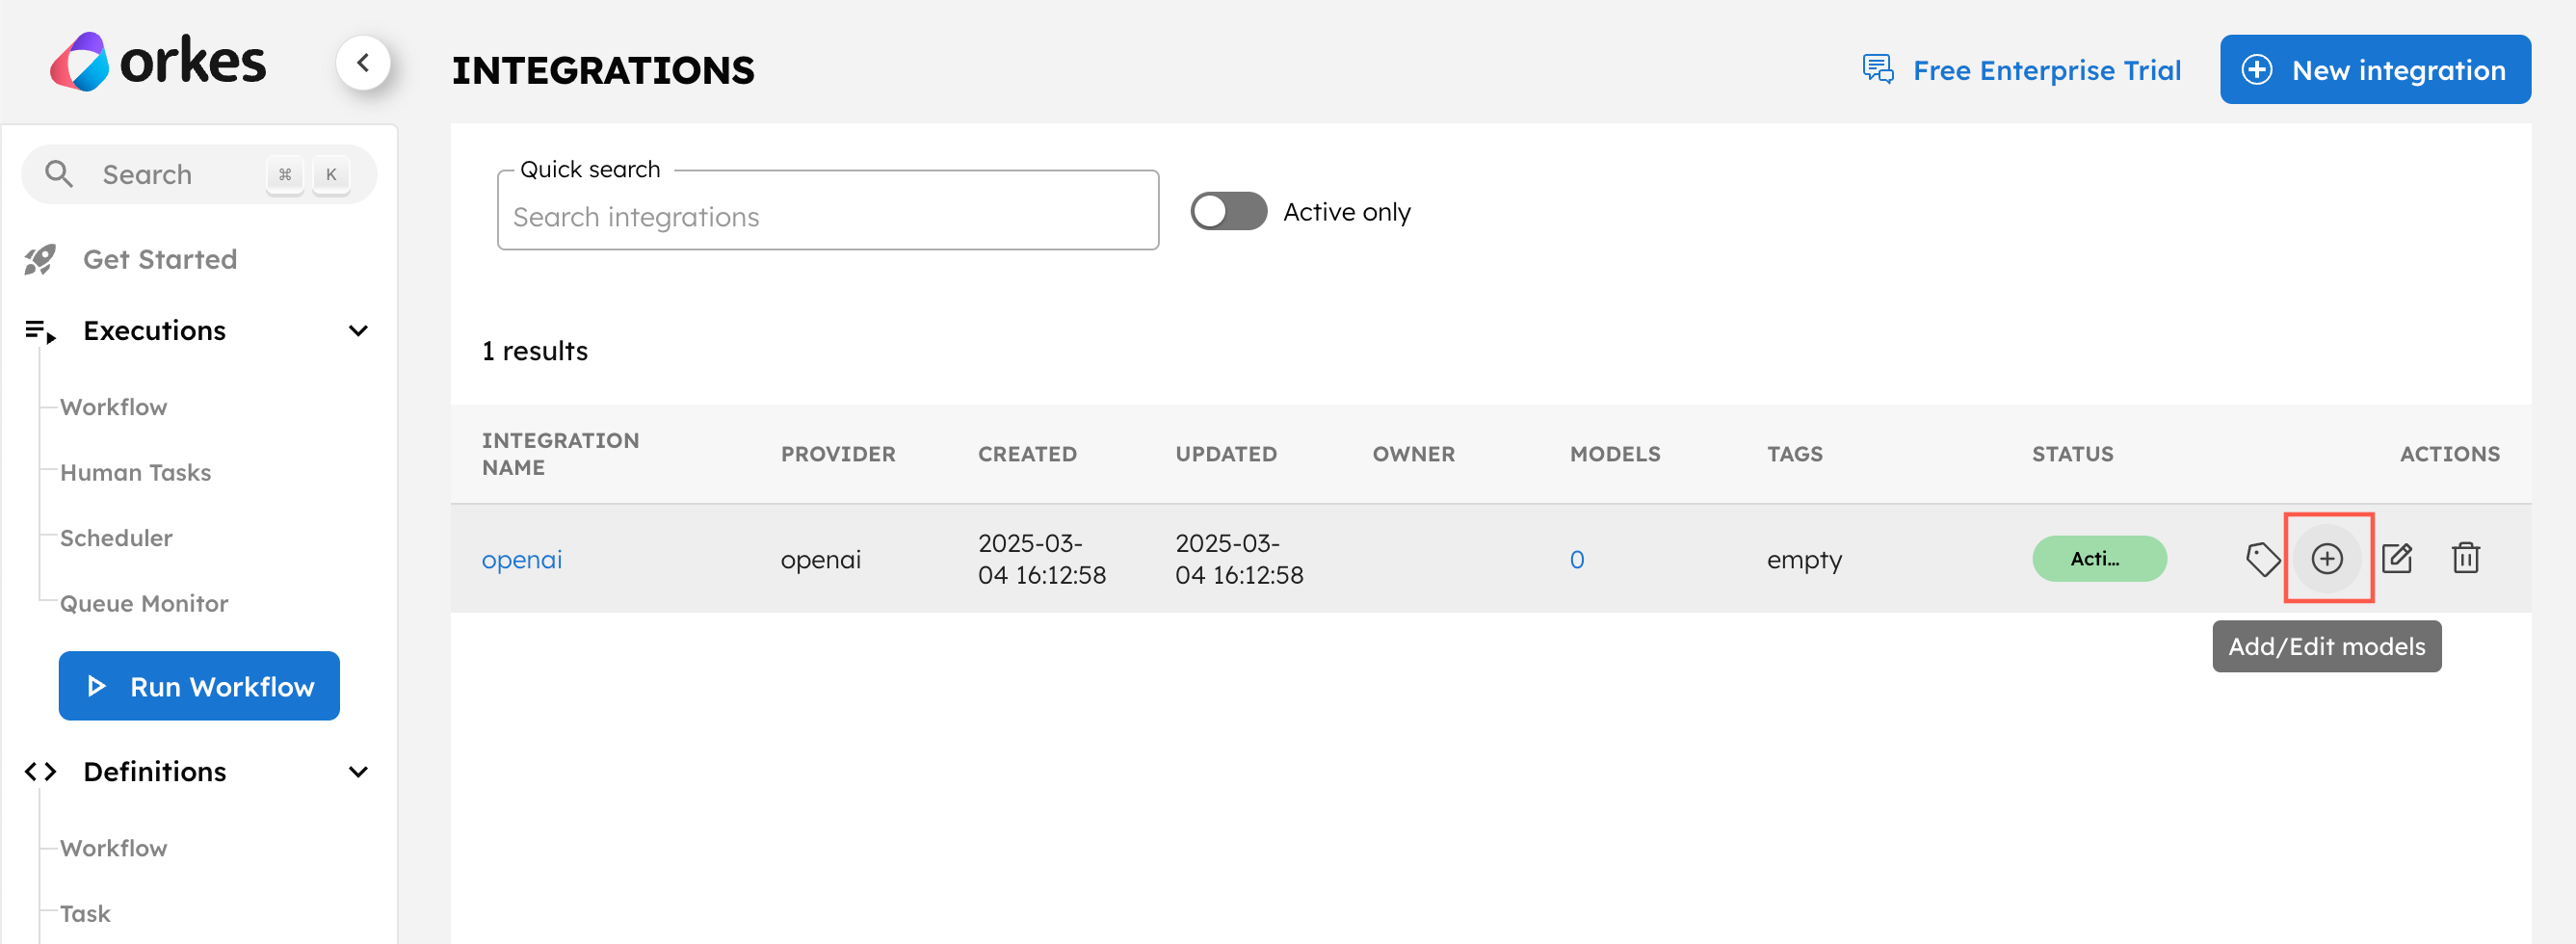 orkes
INTEGRATIONS
Free Enterprise Trial
New integration
Search ⌘ K
Get Started
Executions
Workflow
Human Tasks
Scheduler
Queue Monitor
Run Workflow
Definitions
Workflow
Task
Quick search
Search integrations
Active only
1 results
INTEGRATION
NAME
PROVIDER
CREATED
UPDATED
OWNER
MODELS
TAGS
STATUS
ACTIONS
openai
openai
2025-03-
04 16:12:58
2025-03-
04 16:12:58
0
empty
Acti...
Add/Edit models